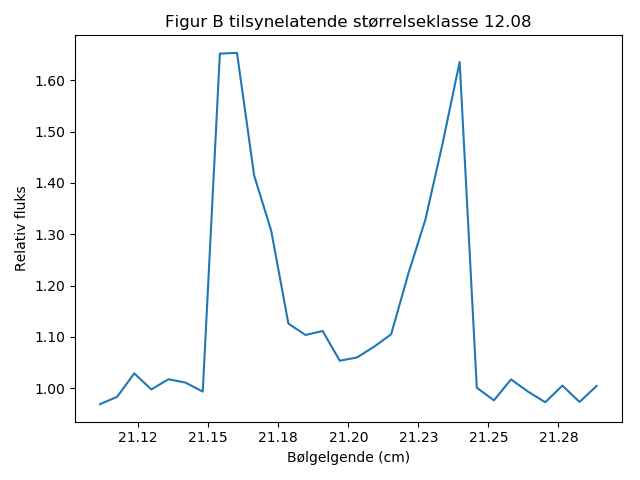 Figur B tilsynelatende størrelseklasse 12.08
Relativ fluks
1.60
1.50
1.40
1.30
1.20
1.10
1.00
21.12 21.15 21.18 21.20 21.23 21.25 21.28
Bølgelgende (cm)